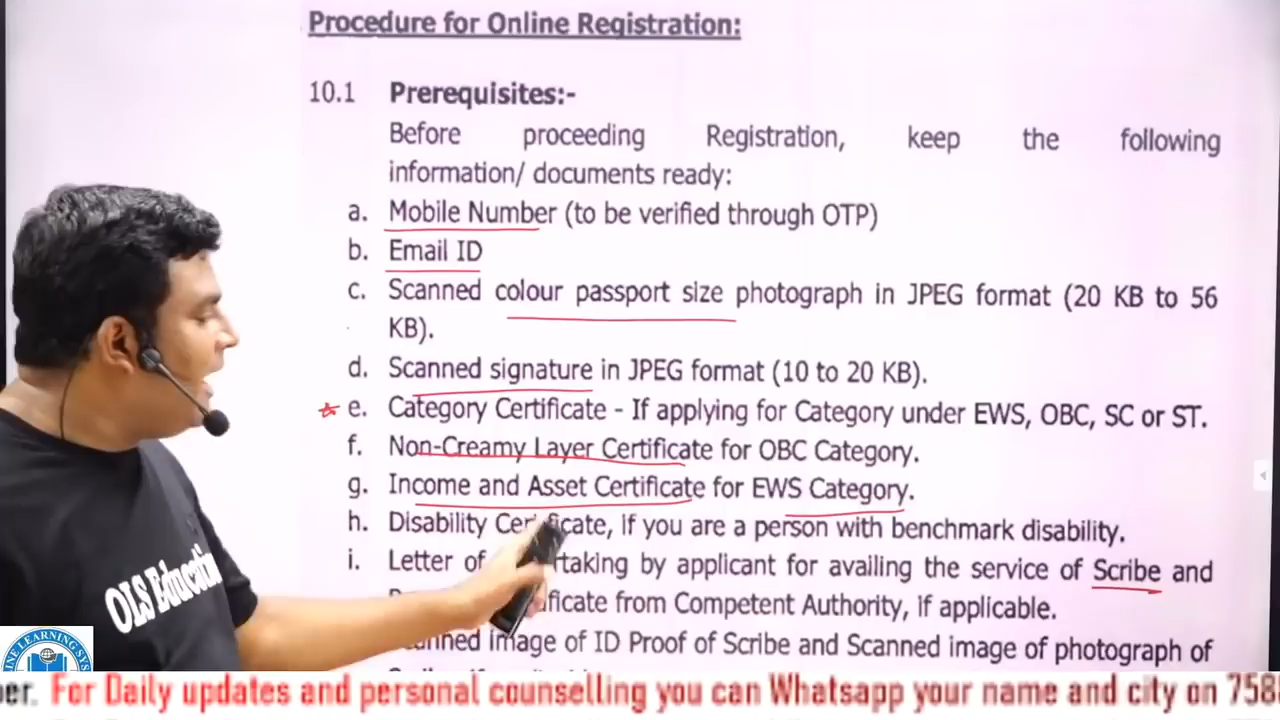 Procedure for Online Registration:
10.1 Prerequisites:-
Before proceeding Registration, keep the following
information/ documents ready:
a. Mobile Number (to be verified through OTP)
b. Email ID
c. Scanned colour passport size photograph in JPEG format (20 KB to 56
KB).
d. Scanned signature in JPEG format (10 to 20 KB).
e. Category Certificate - If applying for Category under EWS, OBC, SC or ST.
f. Non-Creamy Layer Certificate for OBC Category.
g. Income and Asset Certificate for EWS Category.
h. Disability Certificate, if you are a person with benchmark disability.
i. Letter of by applicant for availing the service of Scribe and
from Competent Authority, if applicable.
image of ID Proof of Scribe and Scanned image of photograph of
OLS Education
LEARNING
For Daily updates and personal counselling you can Whatsapp your name and city on 758